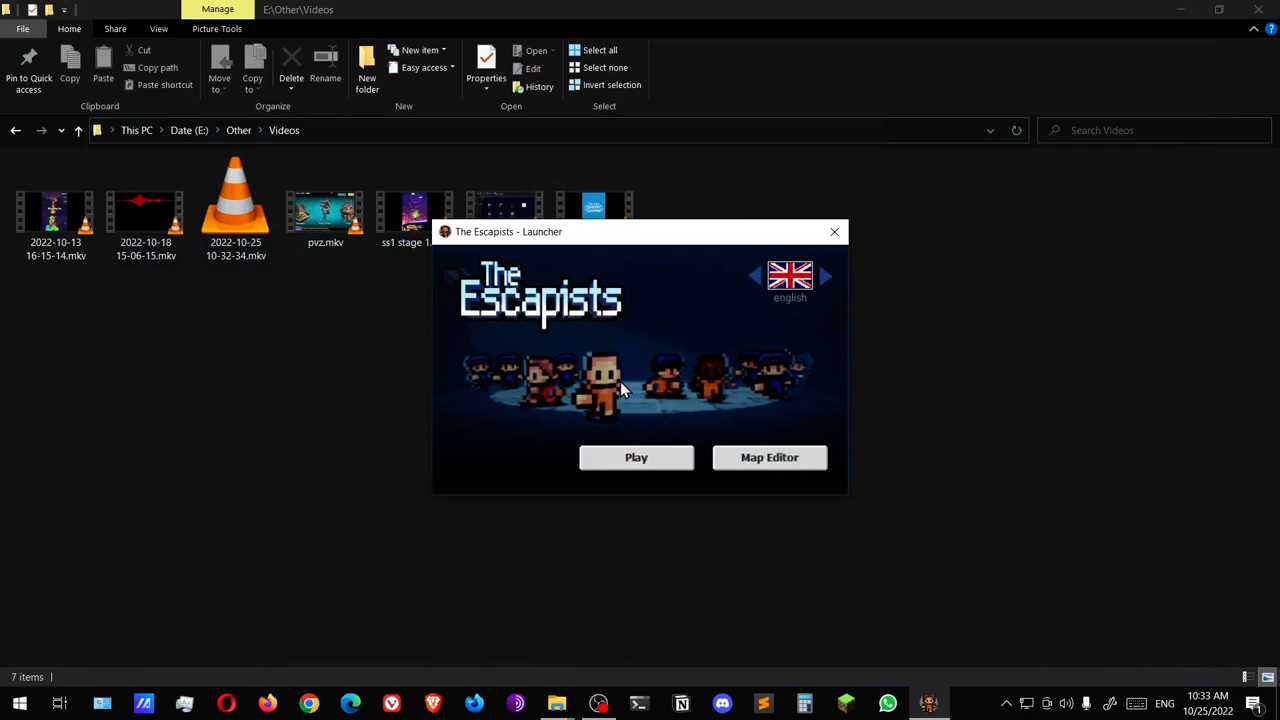 Manage
E:\Other\Videos
File
Home
Share
View
Picture Tools
Pin to Quick access
Copy
Paste
Cut
Copy path
Paste shortcut
Clipboard
Move to
Copy to
Delete
Rename
Organize
New folder
New item
Easy access
New
Properties
Open
Edit
History
Open
Select all
Select none
Invert selection
Select
This PC
Date (E:)
Other
Videos
Search Videos
2022-10-13 16-15-14.mkv
2022-10-18 15-06-15.mkv
2022-10-25 10-32-34.mkv
pvz.mkv
ss1 stage 1.
The Escapists - Launcher
The
Escapists
english
Play
Map Editor
7 items
ENG
10:33 AM
10/25/2022
1